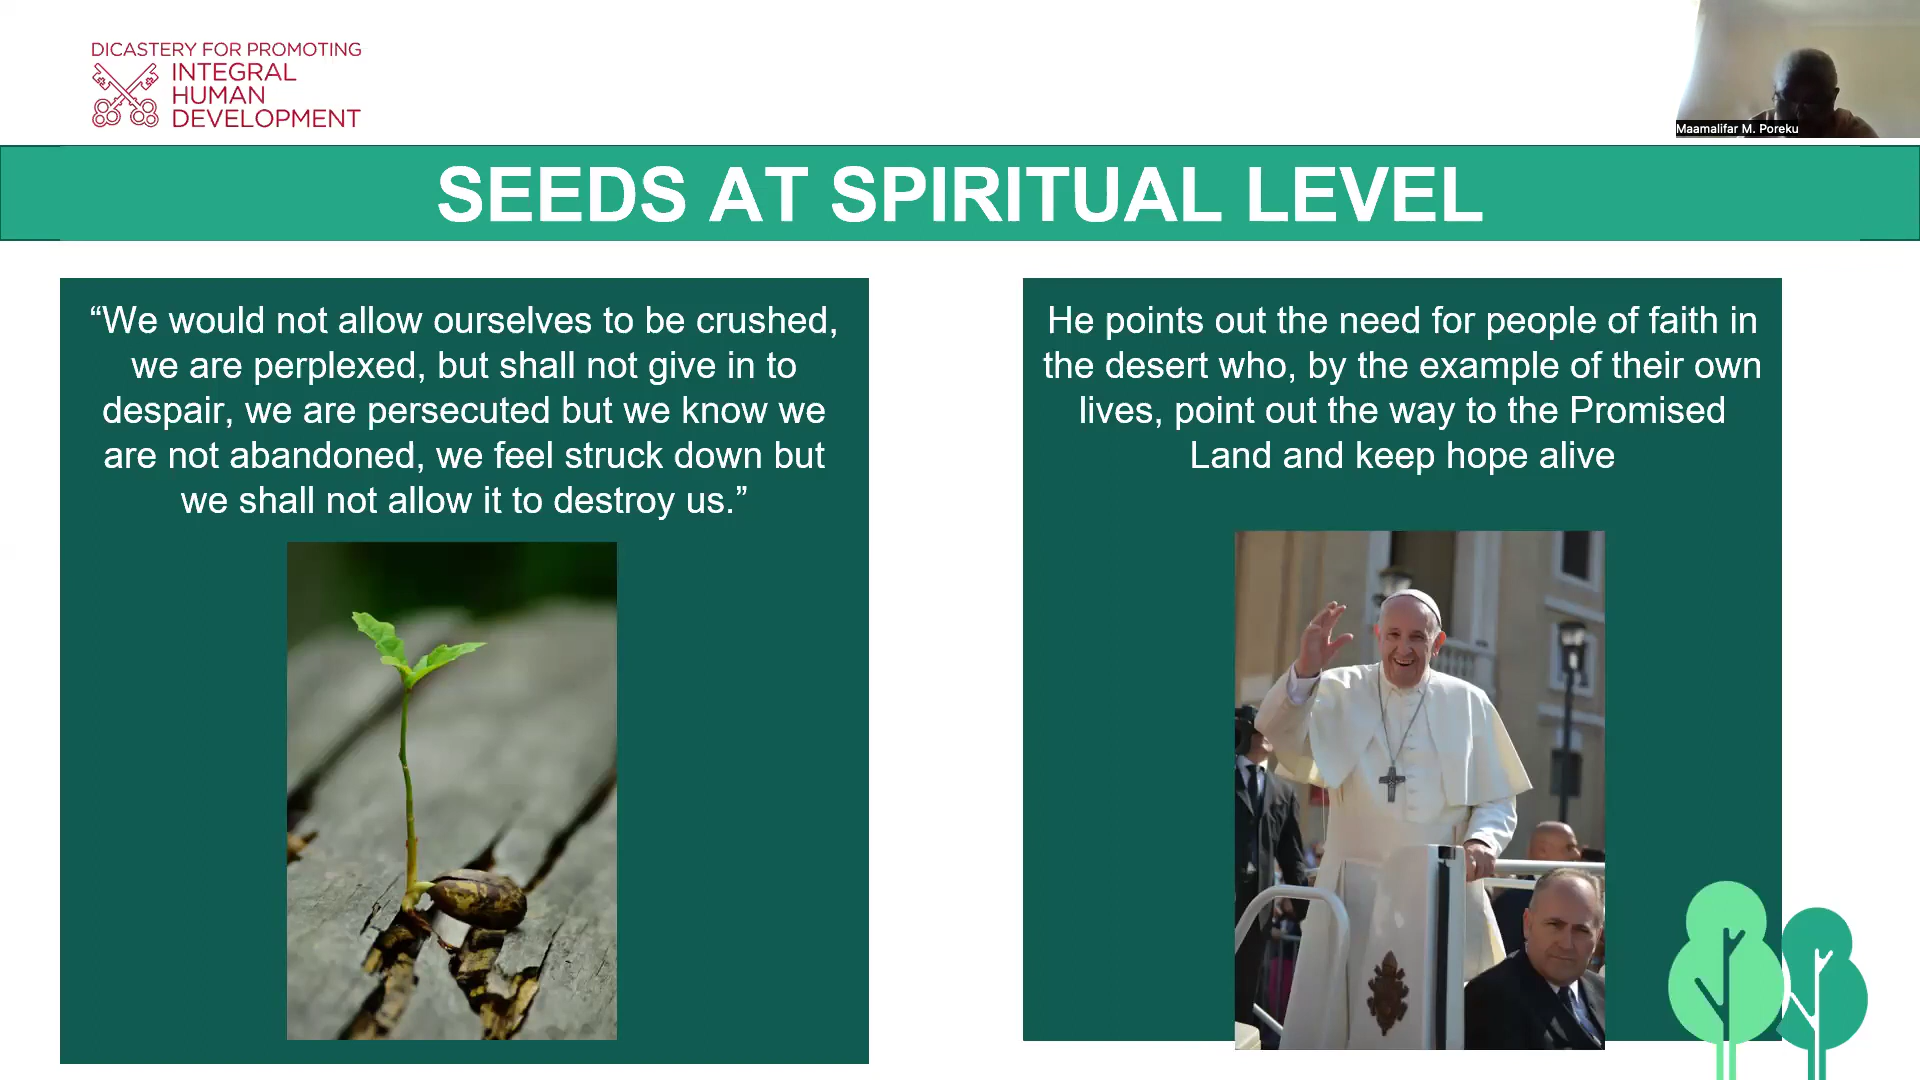 DICASTERY FOR PROMOTING
INTEGRAL
HUMAN
DEVELOPMENT
Maamalifar M. Poreku
SEEDS AT SPIRITUAL LEVEL
“We would not allow ourselves to be crushed,
we are perplexed, but shall not give in to
despair, we are persecuted but we know we
are not abandoned, we feel struck down but
we shall not allow it to destroy us.”
He points out the need for people of faith in
the desert who, by the example of their own
lives, point out the way to the Promised
Land and keep hope alive